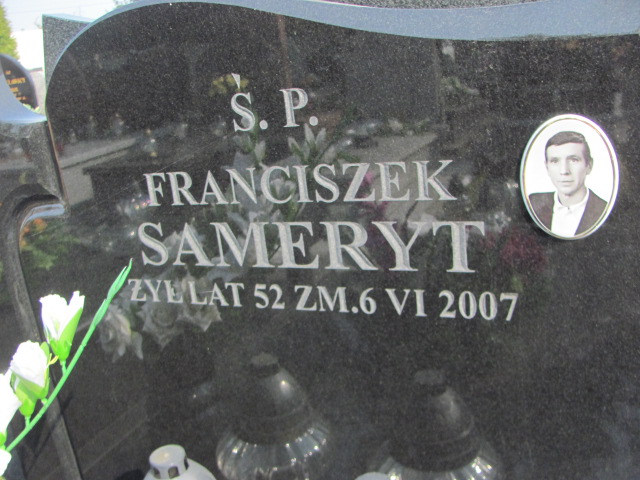 Ś. P.
FRANCISZEK
SAMERYT
ŻYŁ LAT 52 ZM.6 VI 2007